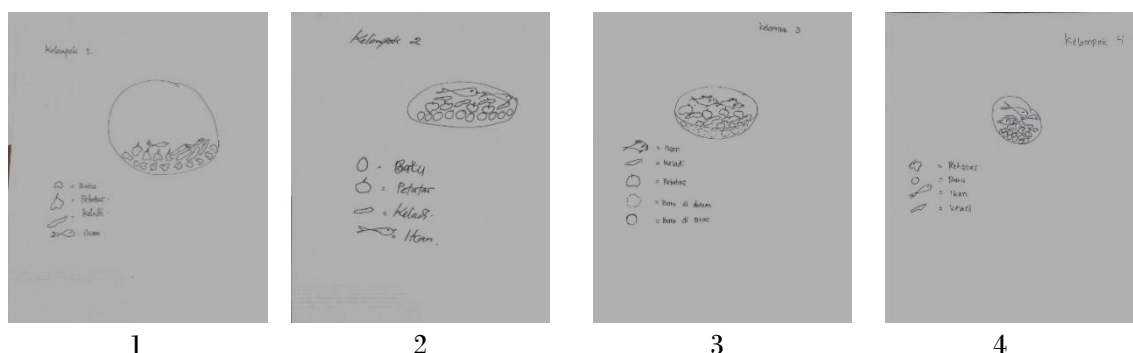 Kelompok 1.
= Batu
= Petatas
= Keladi.
= Ikan
Kelompok 2
= Batu
= Petatas
= Keladi.
= Ikan.
Kelompok 3
= Ikan
= Keladi
= Petatas
= Batu di dalam
= Batu di
Kelompok 4
= Petatas
= Batu
= Ikan
= Keladi
1
2
3
4